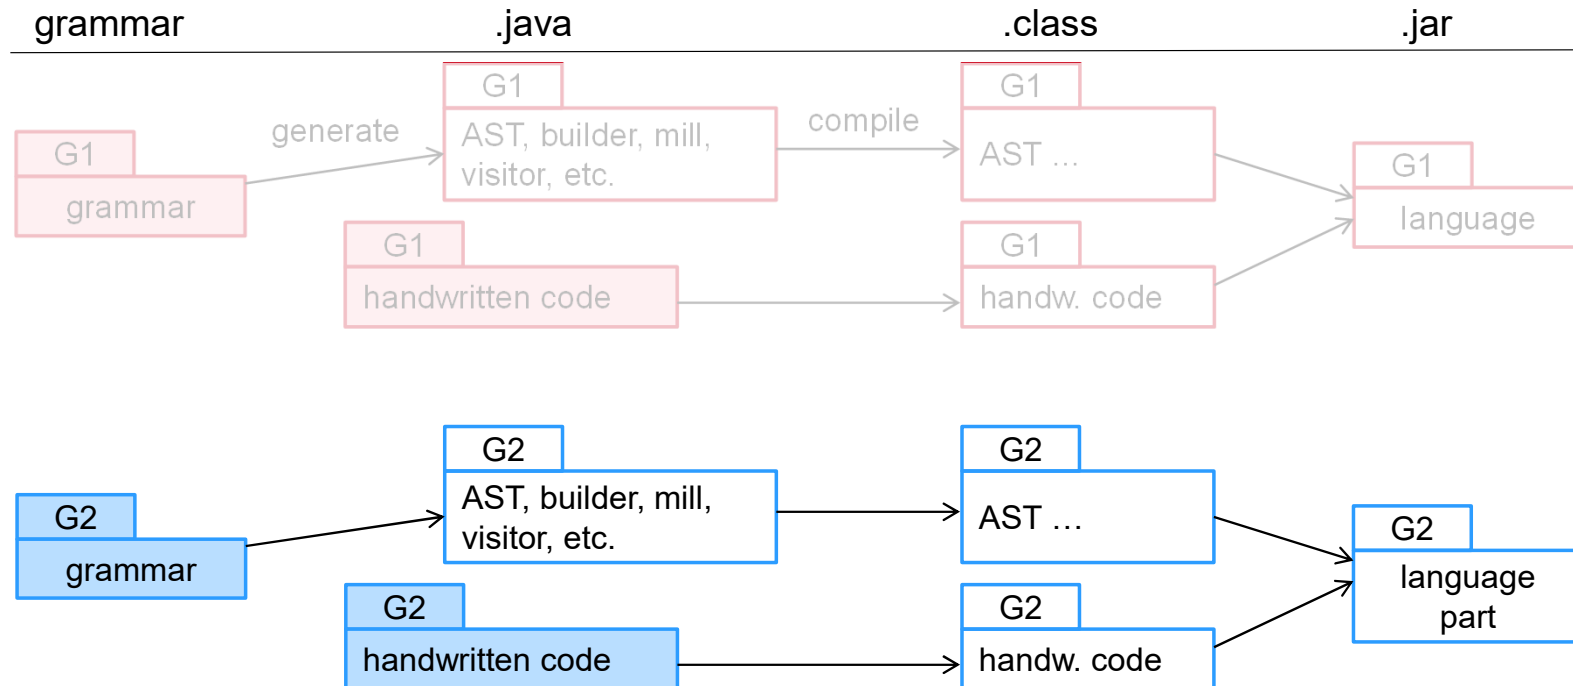 grammar
.java
.class
.jar
G1
G1
generate
AST, builder, mill,
visitor, etc.
compile
AST ...
G1
grammar
G1
language
G1
handwritten code
G1
handw. code
G2
G2
AST, builder, mill,
visitor, etc.
AST ...
G2
grammar
G2
language
part
G2
handwritten code
G2
handw. code